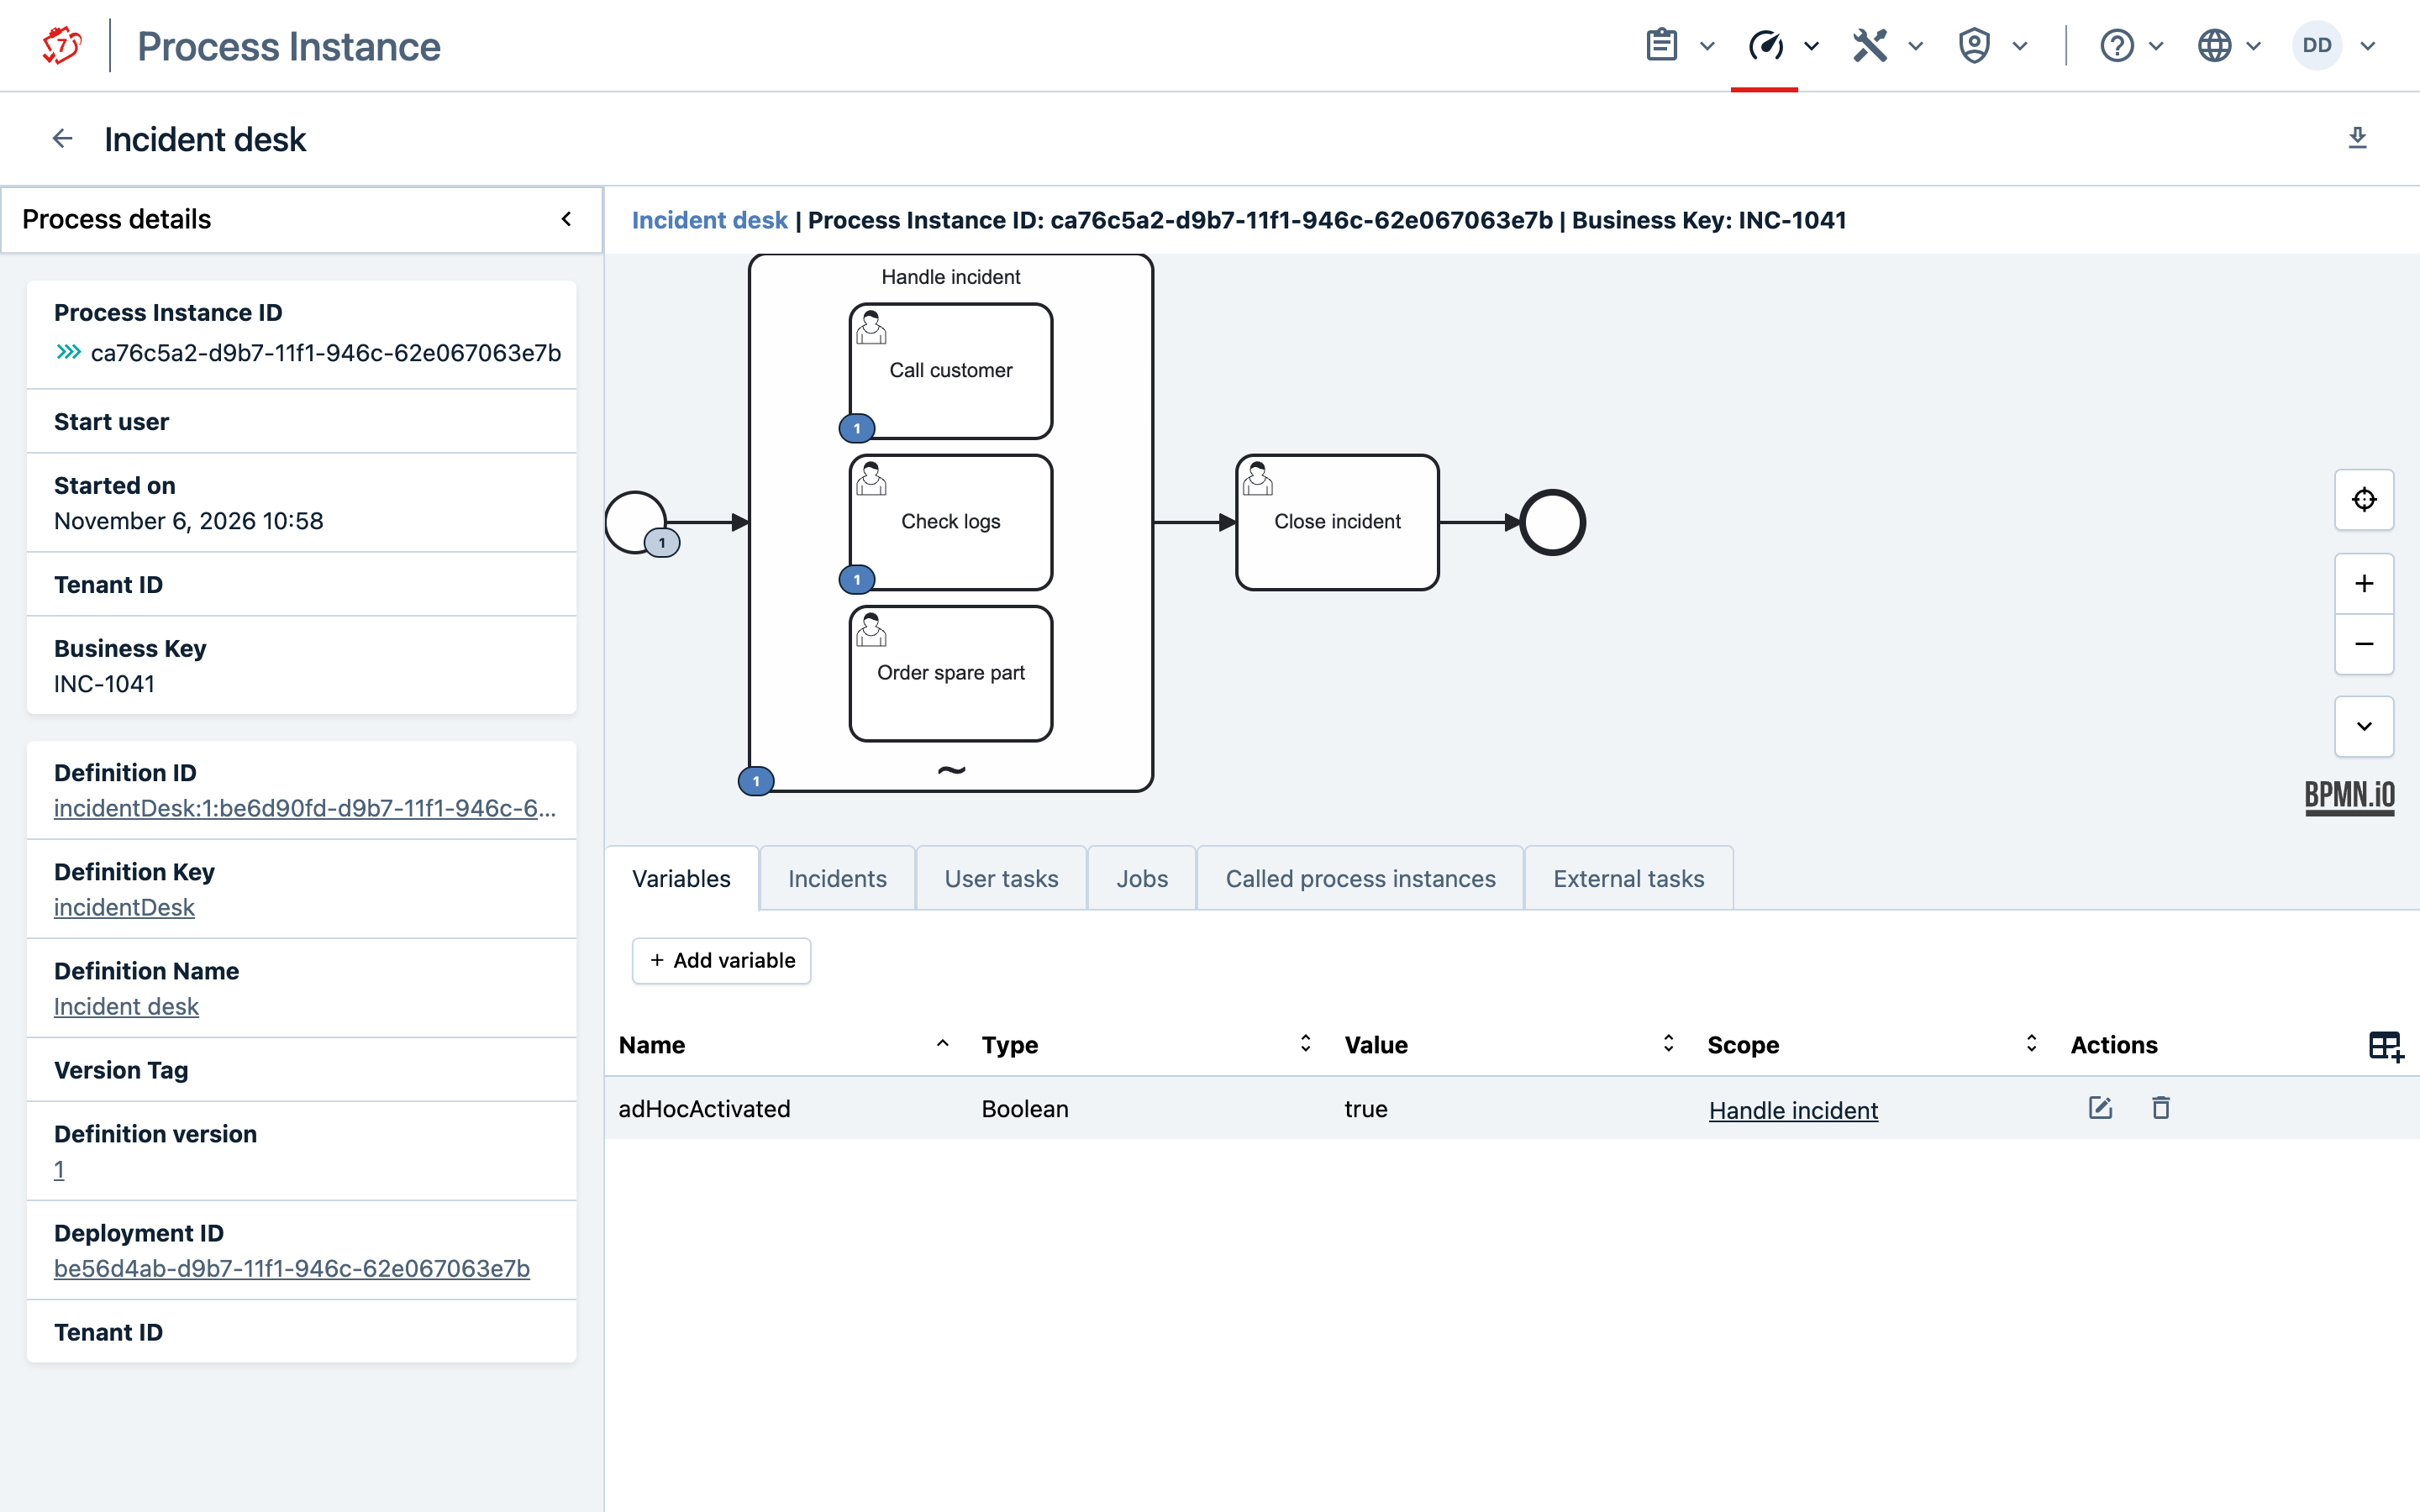 7
Process Instance
DD
Incident desk
Process details
Incident desk | Process Instance ID: ca76c5a2-d9b7-11f1-946c-62e067063e7b | Business Key: INC-1041
Process Instance ID
ca76c5a2-d9b7-11f1-946c-62e067063e7b
Start user
Started on
November 6, 2026 10:58
Tenant ID
Business Key
INC-1041
Definition ID
incidentDesk:1:be6d90fd-d9b7-11f1-946c-6...
Definition Key
incidentDesk
Definition Name
Incident desk
Version Tag
Definition version
1
Deployment ID
be56d4ab-d9b7-11f1-946c-62e067063e7b
Tenant ID
Handle incident
Call customer
1
Check logs
1
Order spare part
1
1
Close incident
BPMN.iO
Variables
Incidents
User tasks
Jobs
Called process instances
External tasks
+ Add variable
Name
Type
Value
Scope
Actions
adHocActivated
Boolean
true
Handle incident